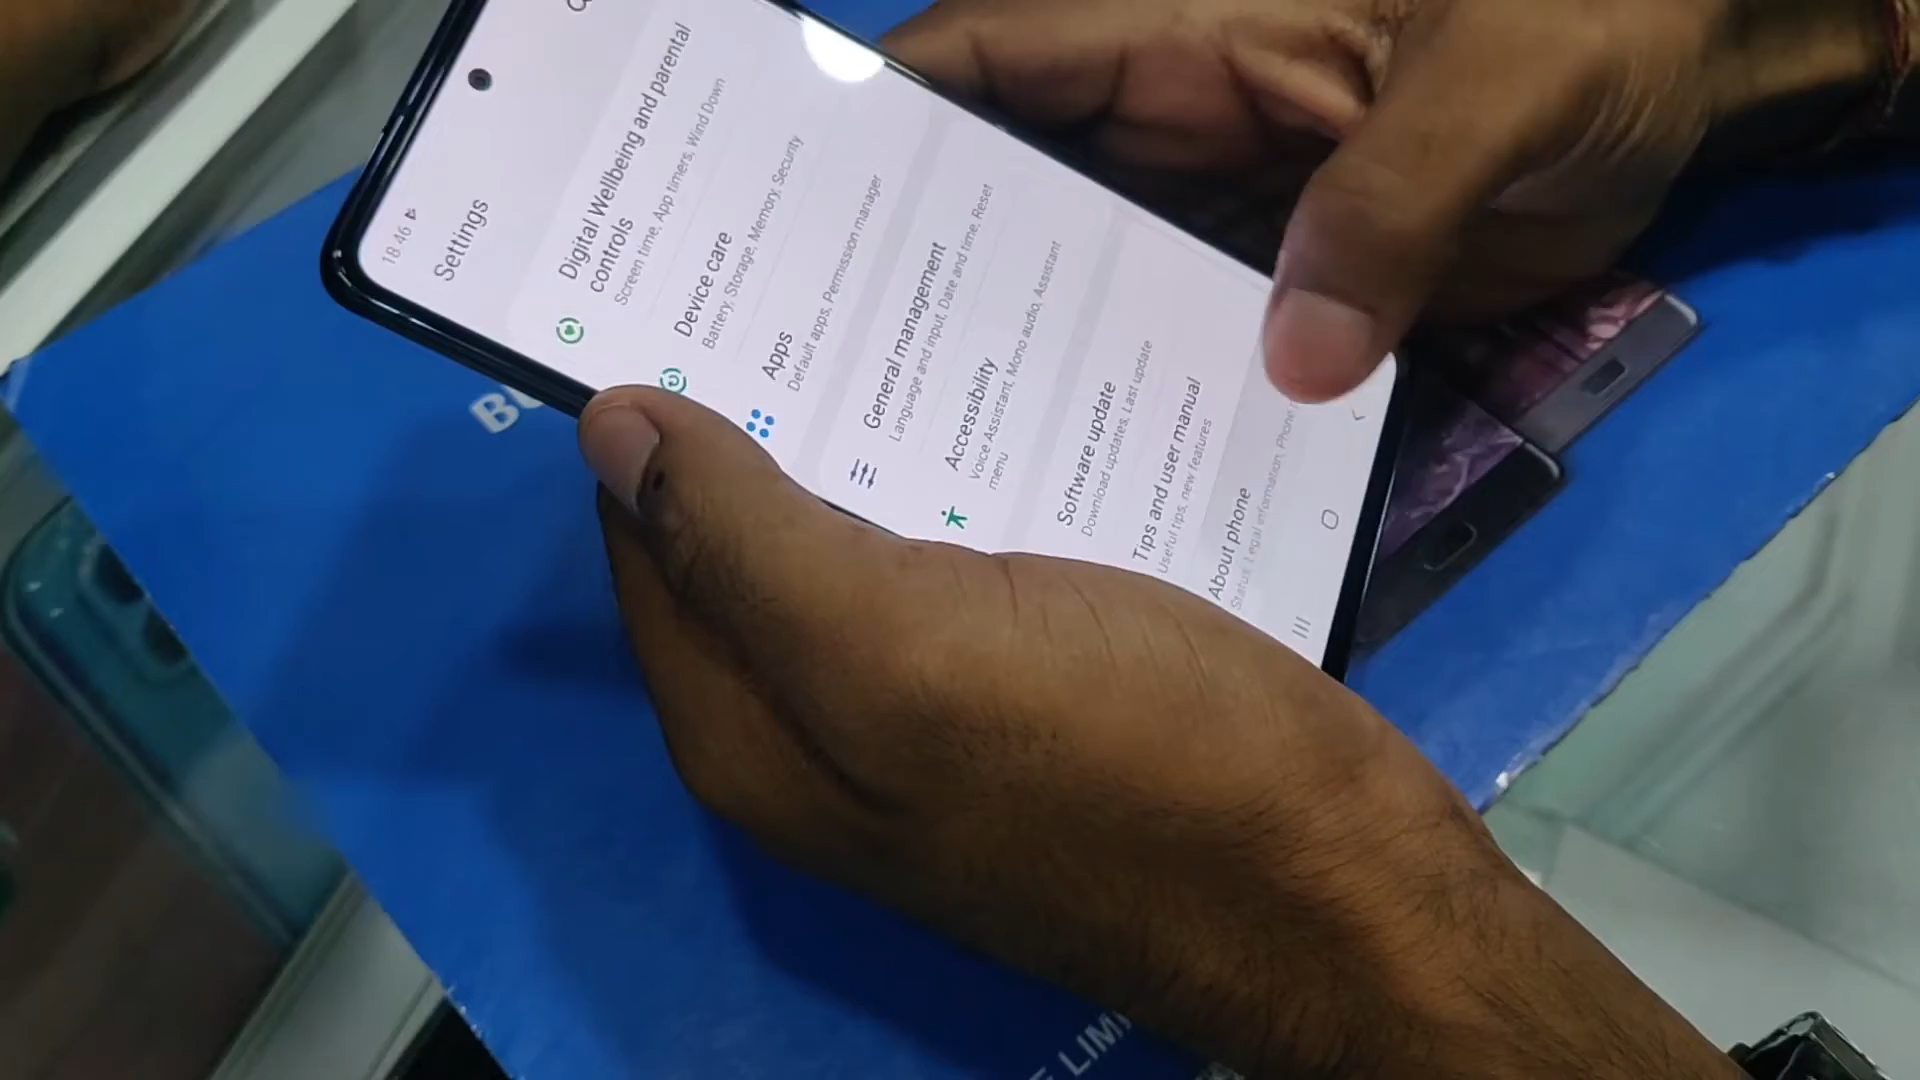 18 46
Settings
Digital Wellbeing and parental
controls
Screen time, App timers, Wind Down
Device care
Battery, Storage, Memory, Security
Apps
Default apps, Permission manager
General management
Language and input, Date and time, Reset
Accessibility
Voice Assistant, Mono audio, Assistant
menu
Software update
Download updates, Last update
Tips and user manual
Useful tips, new features
About phone
Status, Legal information, Phone